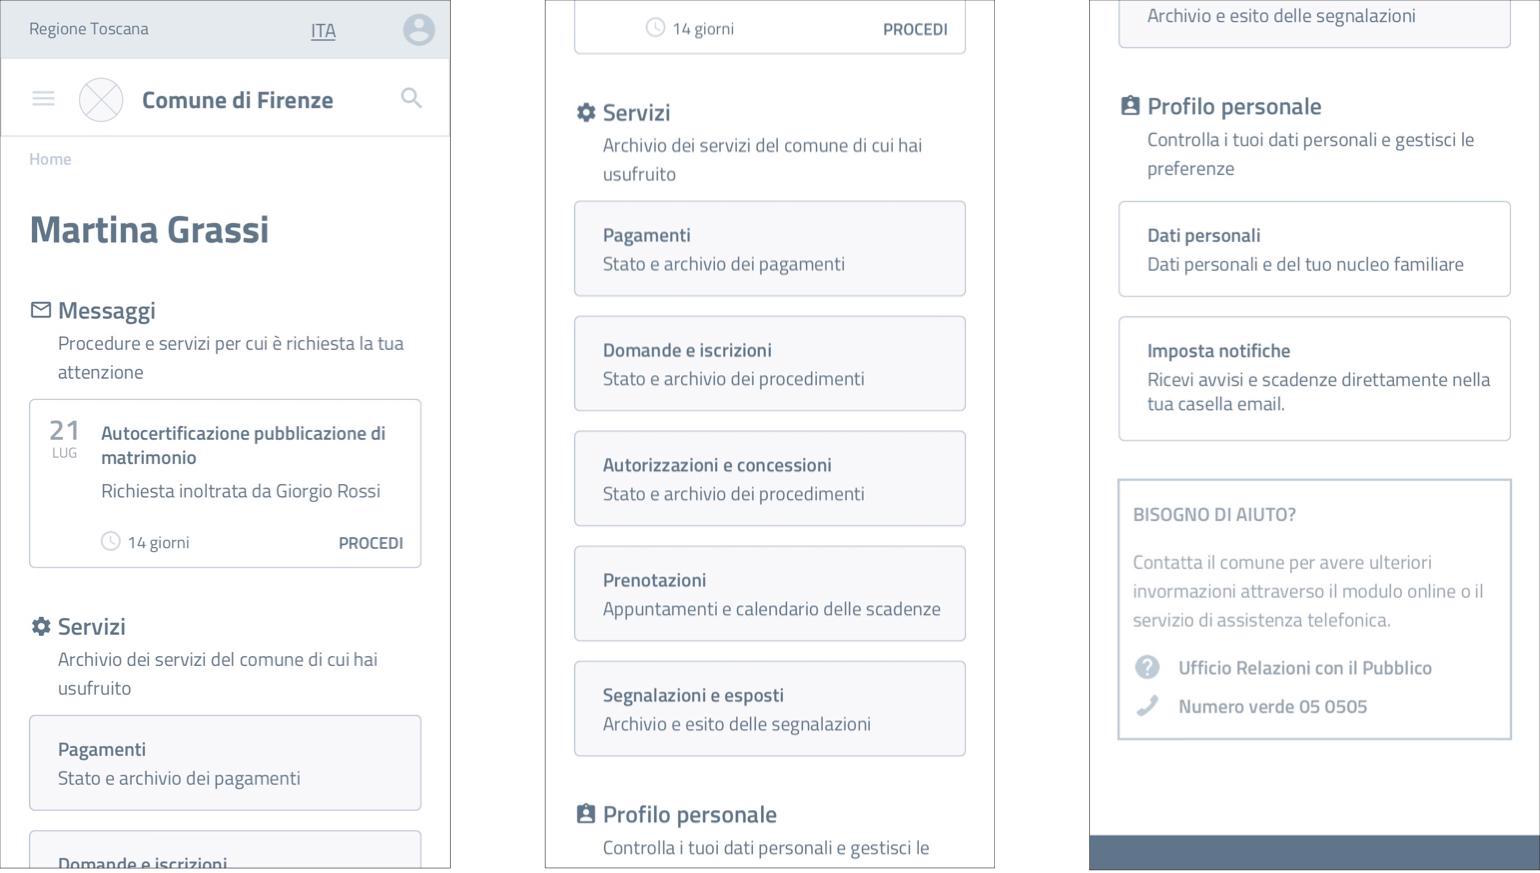 Regione Toscana
ITA
Comune di Firenze
Home
Martina Grassi
Messaggi
Procedure e servizi per cui è richiesta la tua
attenzione
21
LUG
Autocertificazione pubblicazione di
matrimonio
Richiesta inoltrata da Giorgio Rossi
14 giorni
PROCEDI
Servizi
Archivio dei servizi del comune di cui hai
usufruito
Pagamenti
Stato e archivio dei pagamenti
Domande e iscrizioni
14 giorni
PROCEDI
Servizi
Archivio dei servizi del comune di cui hai
usufruito
Pagamenti
Stato e archivio dei pagamenti
Domande e iscrizioni
Stato e archivio dei procedimenti
Autorizzazioni e concessioni
Stato e archivio dei procedimenti
Prenotazioni
Appuntamenti e calendario delle scadenze
Segnalazioni e esposti
Archivio e esito delle segnalazioni
Profilo personale
Controlla i tuoi dati personali e gestisci le
Archivio e esito delle segnalazioni
Profilo personale
Controlla i tuoi dati personali e gestisci le
preferenze
Dati personali
Dati personali e del tuo nucleo familiare
Imposta notifiche
Ricevi avvisi e scadenze direttamente nella
tua casella email.
BISOGNO DI AIUTO?
Contatta il comune per avere ulteriori
invormazioni attraverso il modulo online o il
servizio di assistenza telefonica.
Ufficio Relazioni con il Pubblico
Numero verde 05 0505